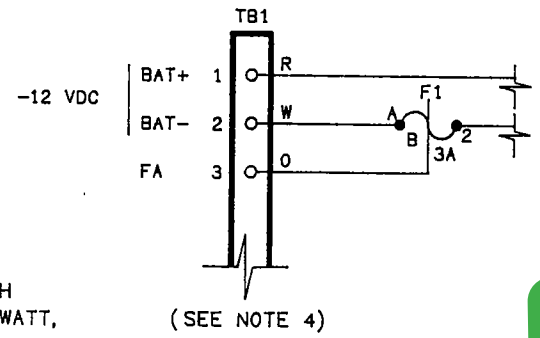 TB1
BAT+ 1 R
-12 VDC
F1
BAT- 2 W A 2
B
3A
FA 3 O
H
WATT, (SEE NOTE 4)